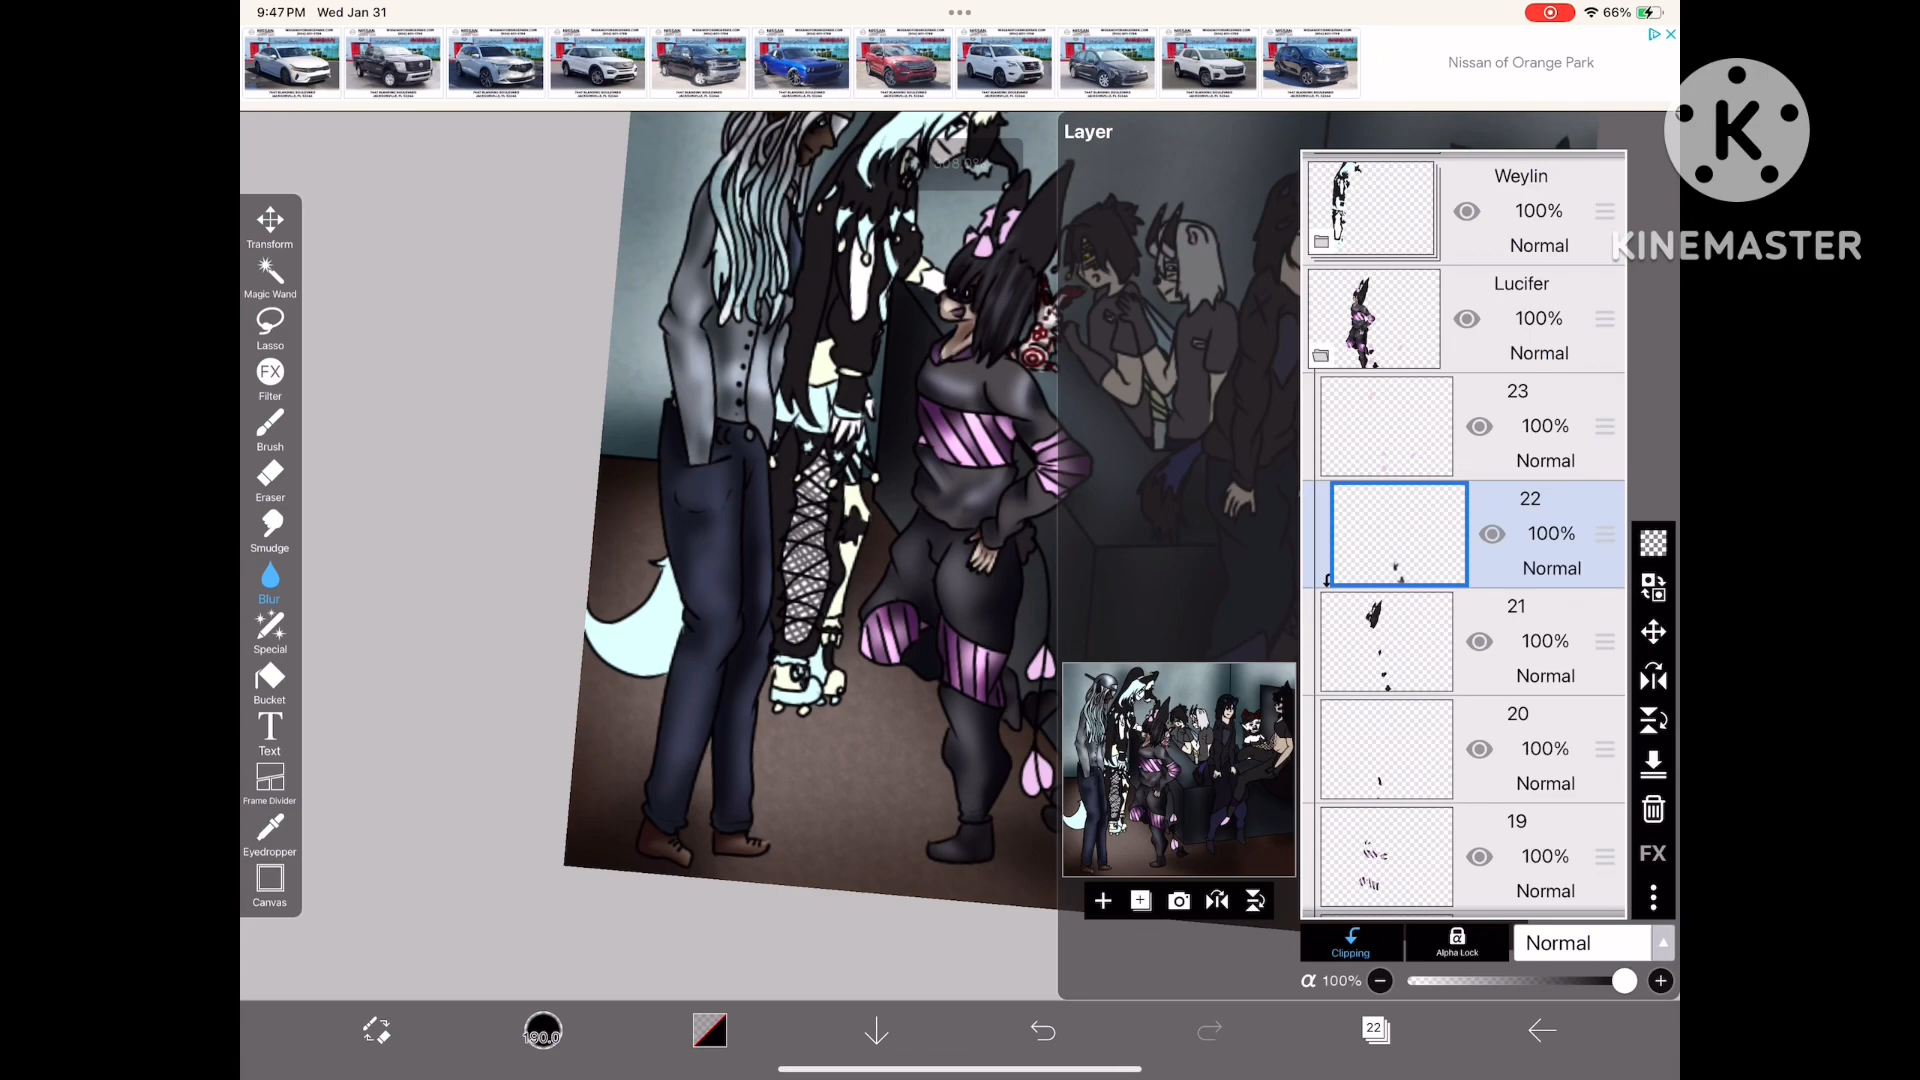 9:47 PM Wed Jan 31
66%
Nissan of Orange Park
K
KINEMASTER
Layer
Transform
Magic Wand
Lasso
FX
Filter
Brush
Eraser
Smudge
Blur
Special
Bucket
T
Text
Frame Divider
Eyedropper
Canvas
Weylin
100%
Normal
Lucifer
100%
Normal
23
100%
Normal
22
100%
Normal
21
100%
Normal
20
100%
Normal
19
100%
Normal
FX
Clipping
Alpha Lock
Normal
α 100%
190.0
22